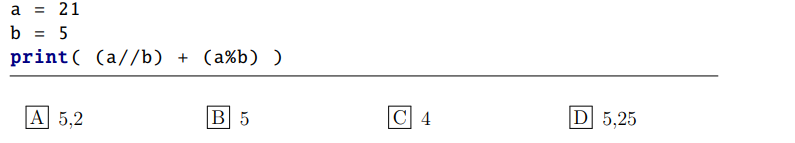 a = 21
b = 5
print( (a//b) + (a%b) )
A 5,2 B 5 C 4 D 5,25